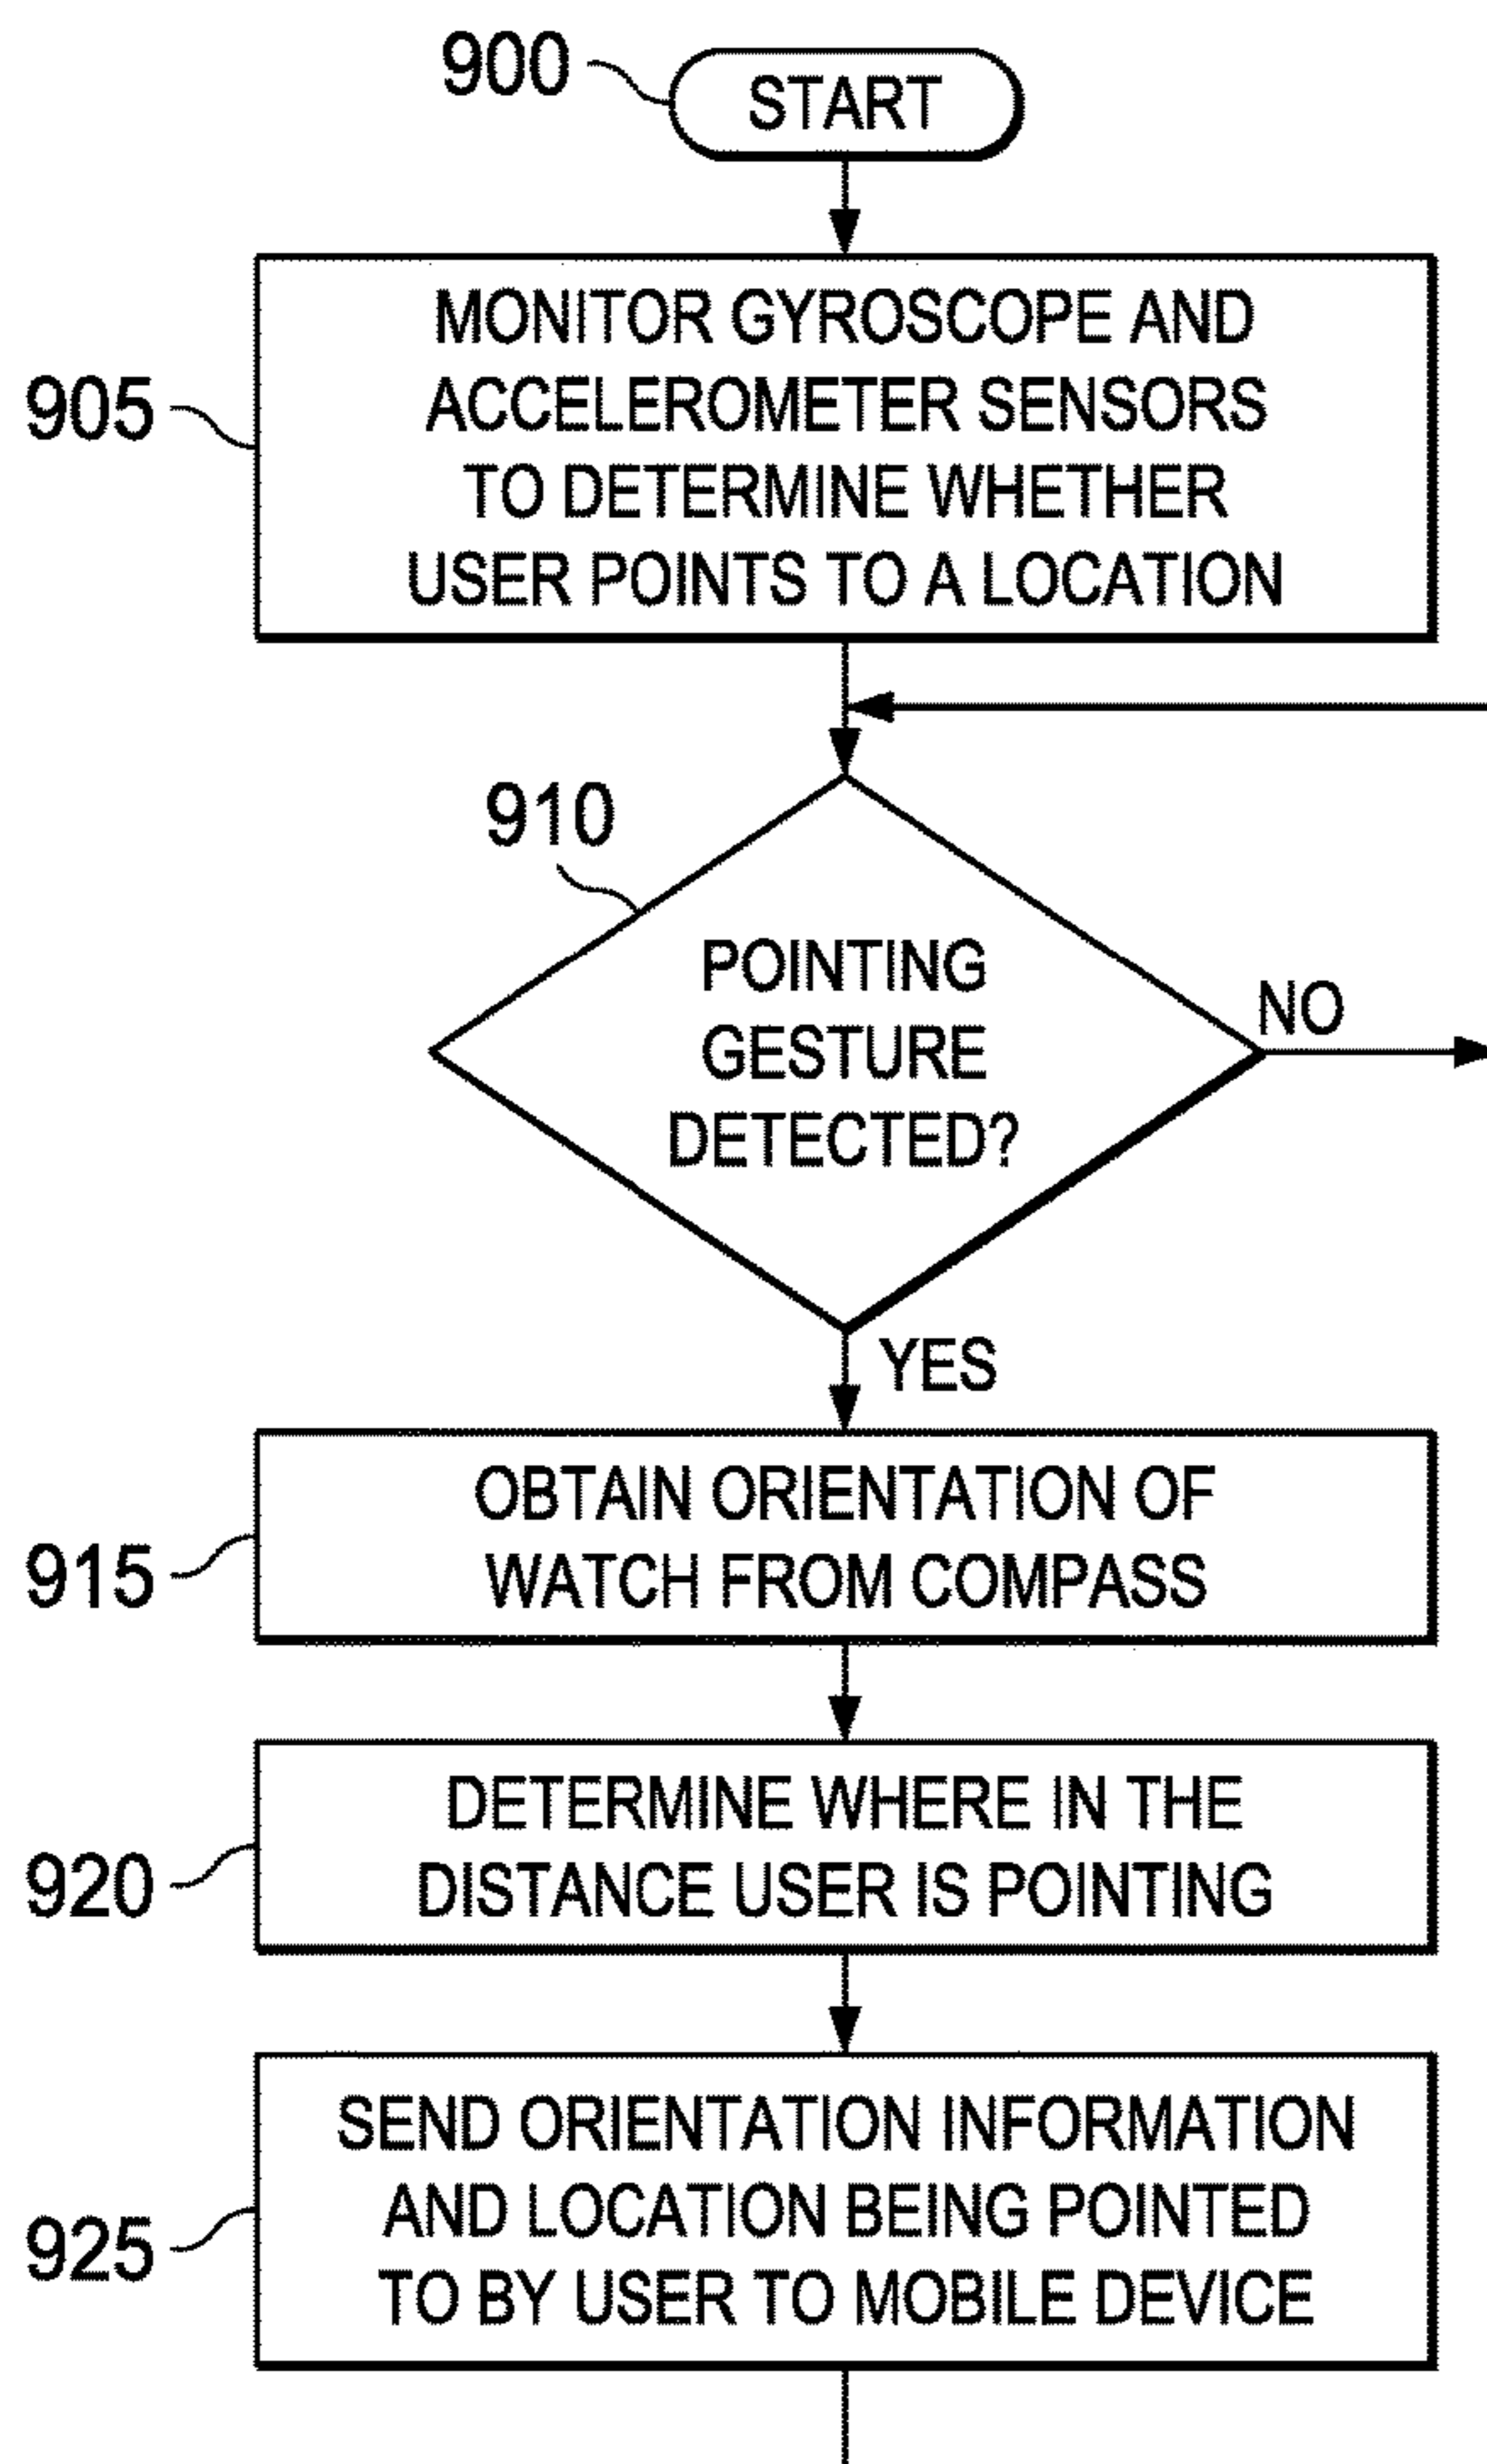 900
START
905
MONITOR GYROSCOPE AND
ACCELEROMETER SENSORS
TO DETERMINE WHETHER
USER POINTS TO A LOCATION
910
POINTING
GESTURE
DETECTED?
NO
YES
915
OBTAIN ORIENTATION OF
WATCH FROM COMPASS
920
DETERMINE WHERE IN THE
DISTANCE USER IS POINTING
925
SEND ORIENTATION INFORMATION
AND LOCATION BEING POINTED
TO BY USER TO MOBILE DEVICE